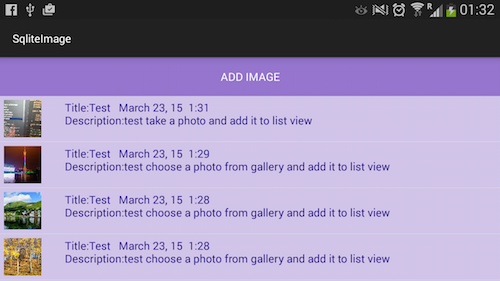 01:32
SqliteImage
ADD IMAGE
Title:Test March 23, 15 1:31
Description:test take a photo and add it to list view
Title:Test March 23, 15 1:29
Description:test choose a photo from gallery and add it to list view
Title:Test March 23, 15 1:28
Description:test choose a photo from gallery and add it to list view
Title:Test March 23, 15 1:28
Description:test choose a photo from gallery and add it to list view